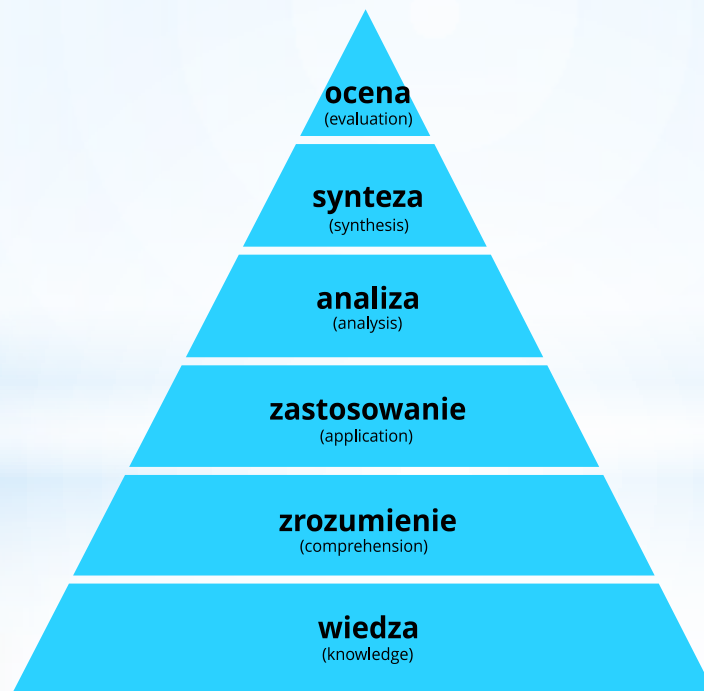 ocena
(evaluation)
synteza
(synthesis)
analiza
(analysis)
zastosowanie
(application)
zrozumienie
(comprehension)
wiedza
(knowledge)